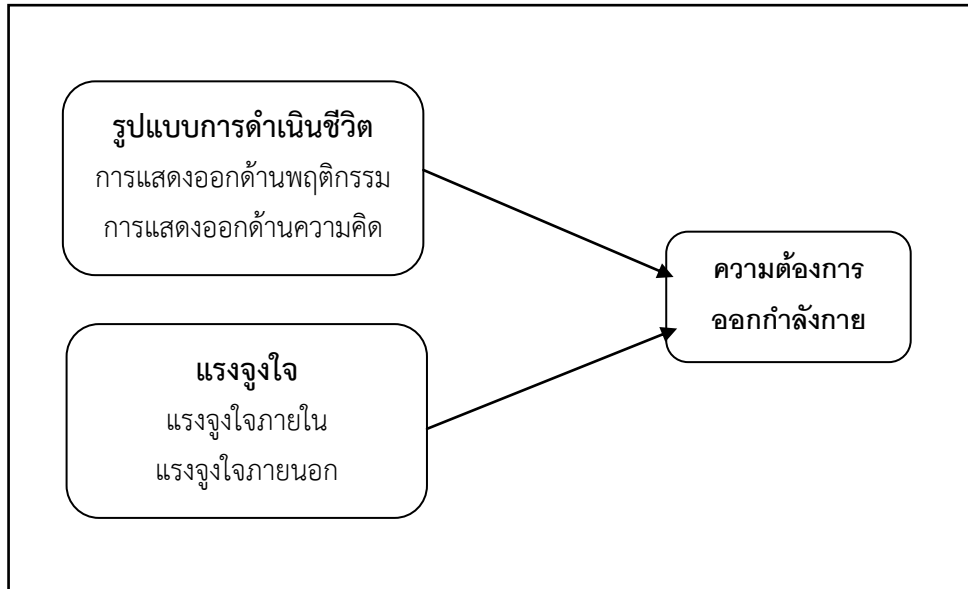 รูปแบบการดำเนินชีวิต
การแสดงออกด้านพฤติกรรม
การแสดงออกด้านความคิด
ความต้องการ
ออกกำลังกาย
แรงจูงใจ
แรงจูงใจภายใน
แรงจูงใจภายนอก